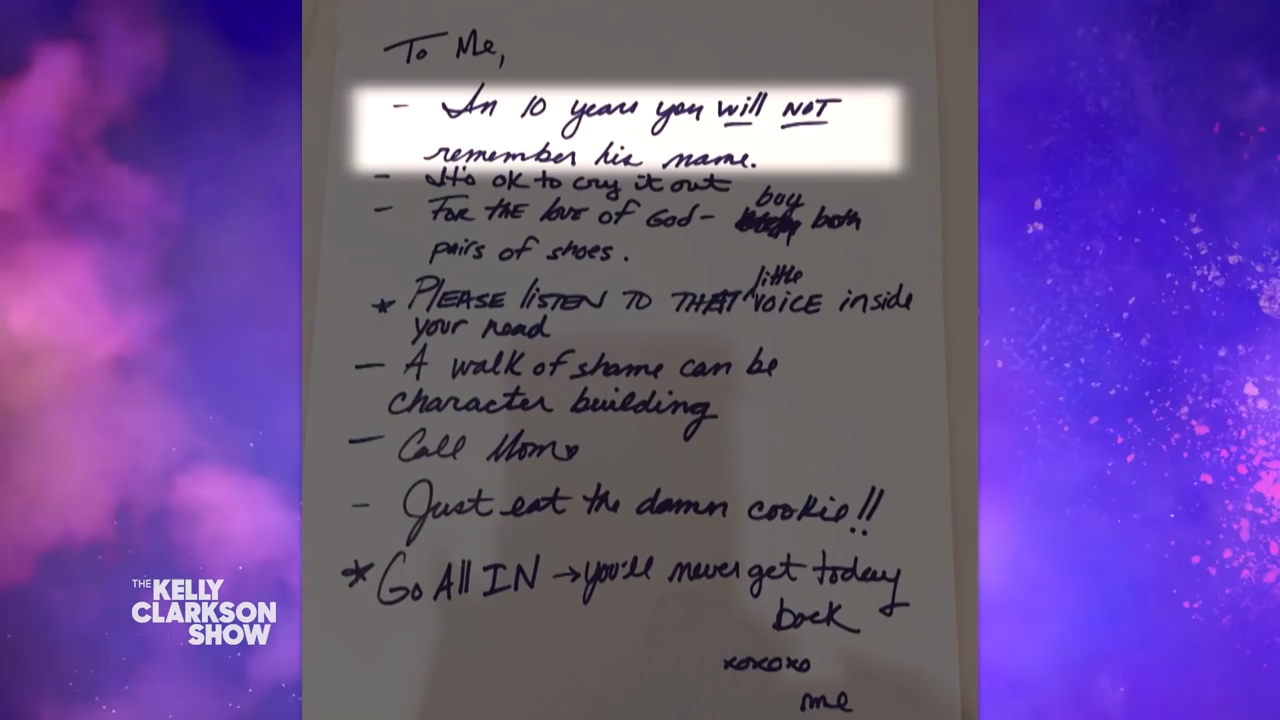 To Me,
- In 10 years you will NOT
remember his name.
- It's ok to cry it out
- For the love of God - buy both
pairs of shoes.
* PLEASE listen TO THAT little VOICE inside
your head
- A walk of shame can be
character building
- Call Mom
- Just eat the damn cookie!!
* Go All IN → you'll never get today
back
xoxoxo
me
THE
KELLY
CLARKSON
SHOW